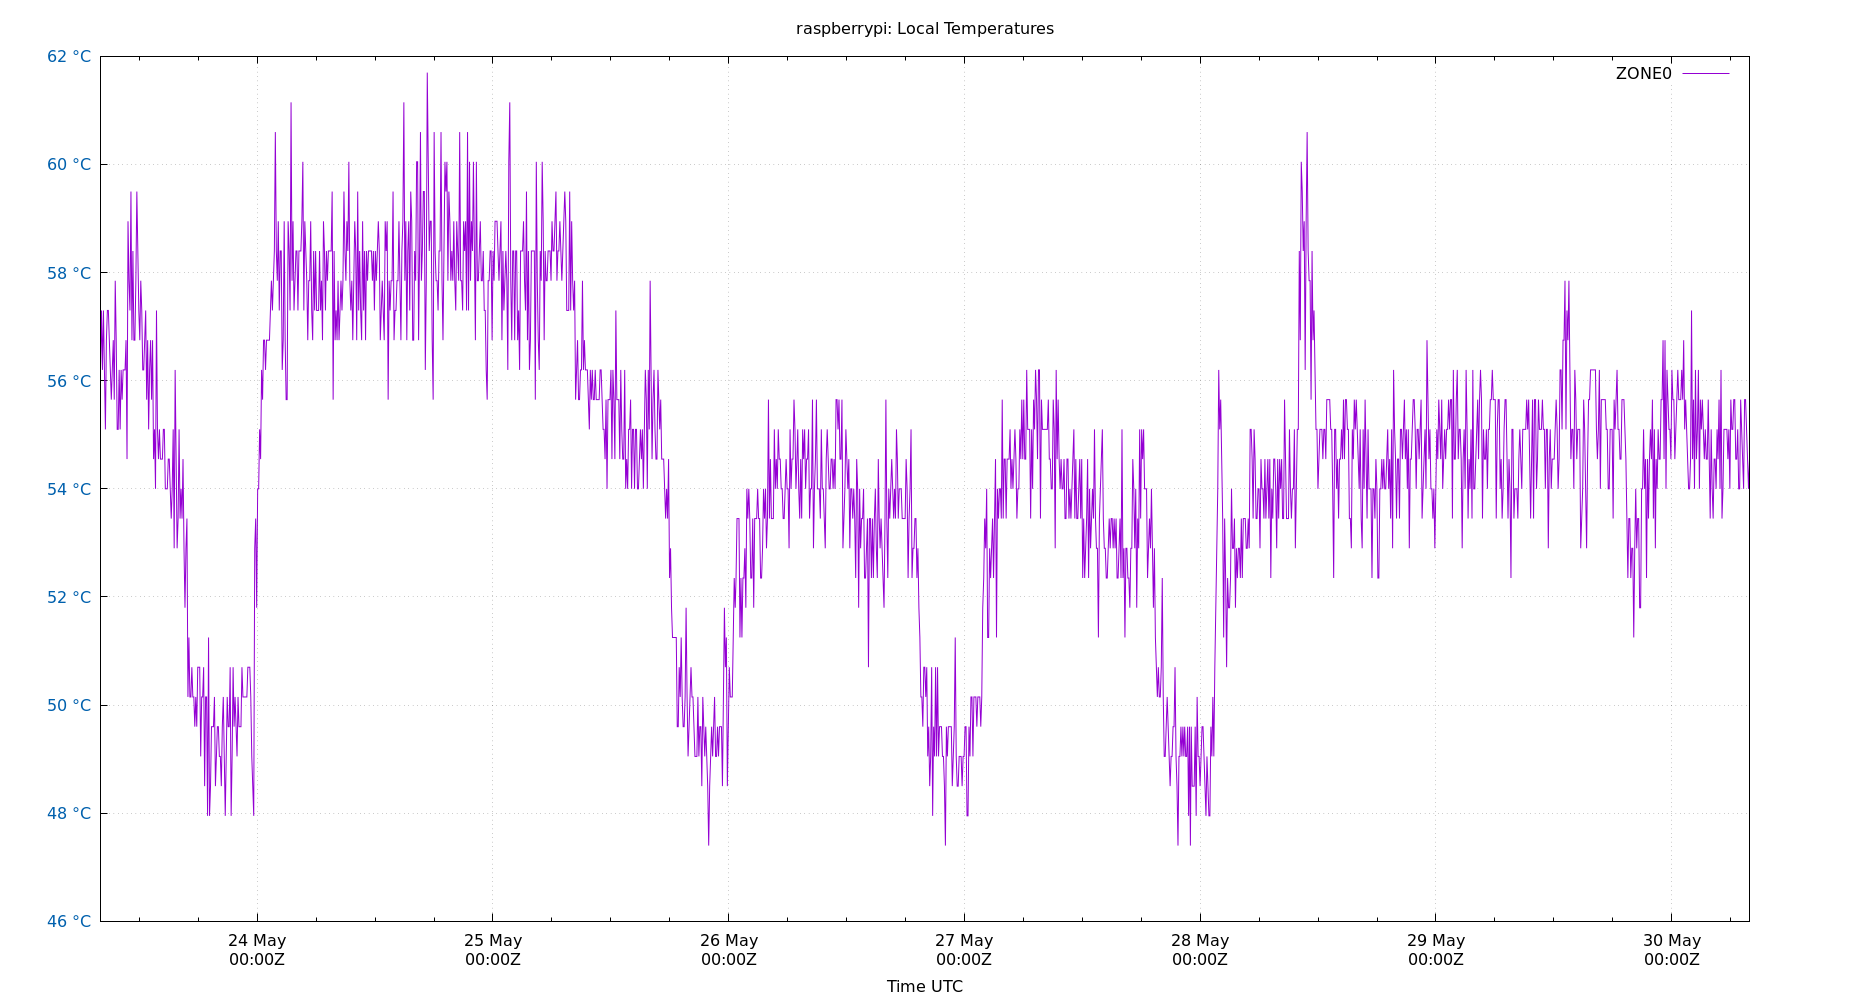 raspberrypi: Local Temperatures
ZONE0
62 °C
60 °C
58 °C
56 °C
54 °C
52 °C
50 °C
48 °C
46 °C
24 May
00:00Z
25 May
00:00Z
26 May
00:00Z
27 May
00:00Z
28 May
00:00Z
29 May
00:00Z
30 May
00:00Z
Time UTC